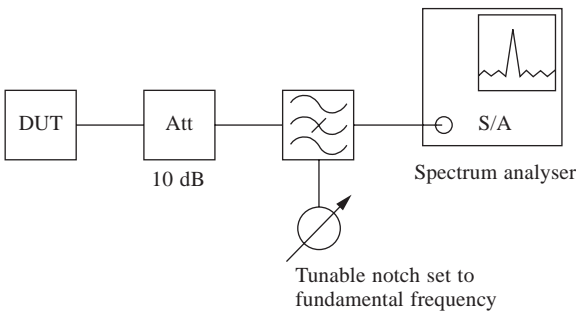 DUT
Att
S/A
10 dB
Spectrum analyser
Tunable notch set to
fundamental frequency